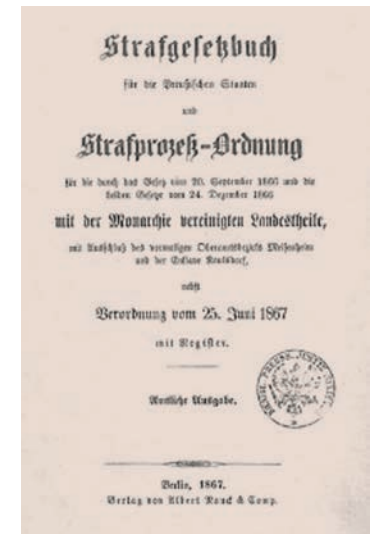 Strafgesetzbuch
für die Preußischen Staaten
und
Strafprozeß-Ordnung
für die durch das Gesetz vom 20. September 1866 und die
beiden Gesetze vom 24. Dezember 1866
mit der Monarchie vereinigten Landestheile,
mit Ausschluß des vormaligen Oberamtsbezirks Meisenheim
und der Enklave Kaulsdorf,
nebst
Verordnung vom 25. Juni 1867
mit Register.
Amtliche Ausgabe.
Berlin, 1867.
Verlag von Albert Nauck & Comp.